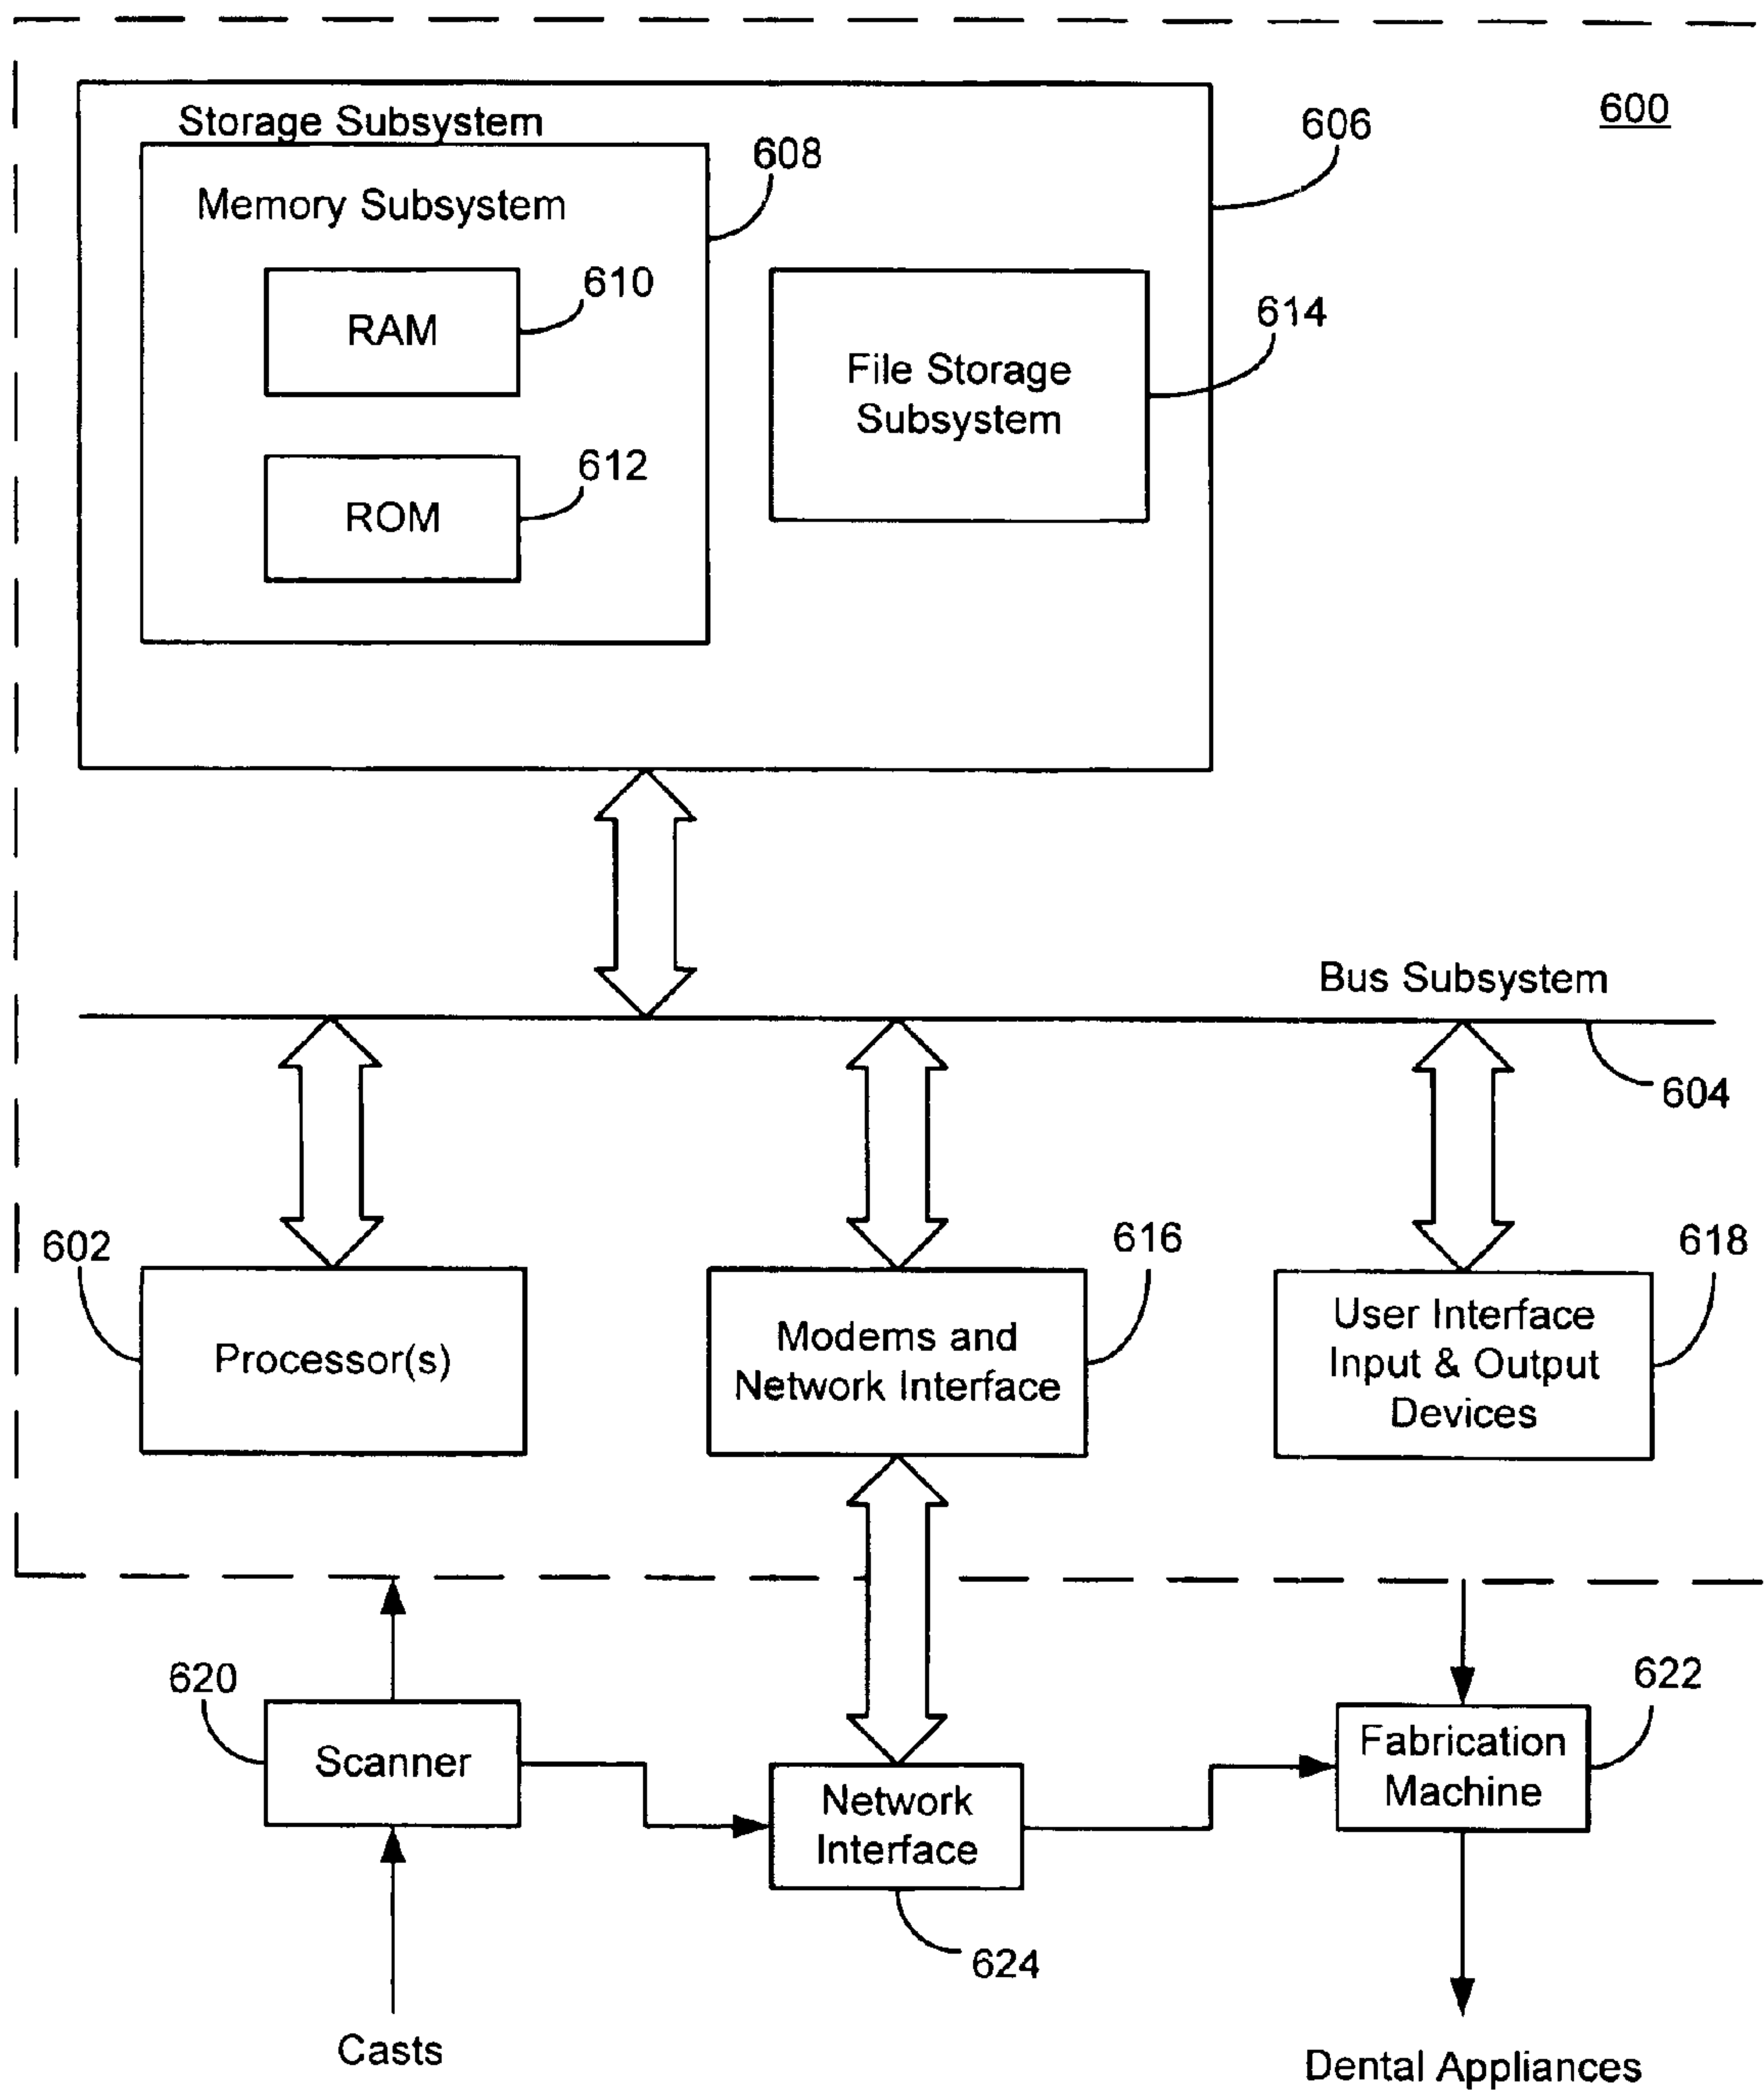 600
Storage Subsystem
606
608
Memory Subsystem
610
RAM
614
File Storage
Subsystem
612
ROM
Bus Subsystem
604
602
Processor(s)
616
Modems and
Network Interface
618
User Interface
Input & Output
Devices
620
Scanner
Network
Interface
624
622
Fabrication
Machine
Casts
Dental Appliances